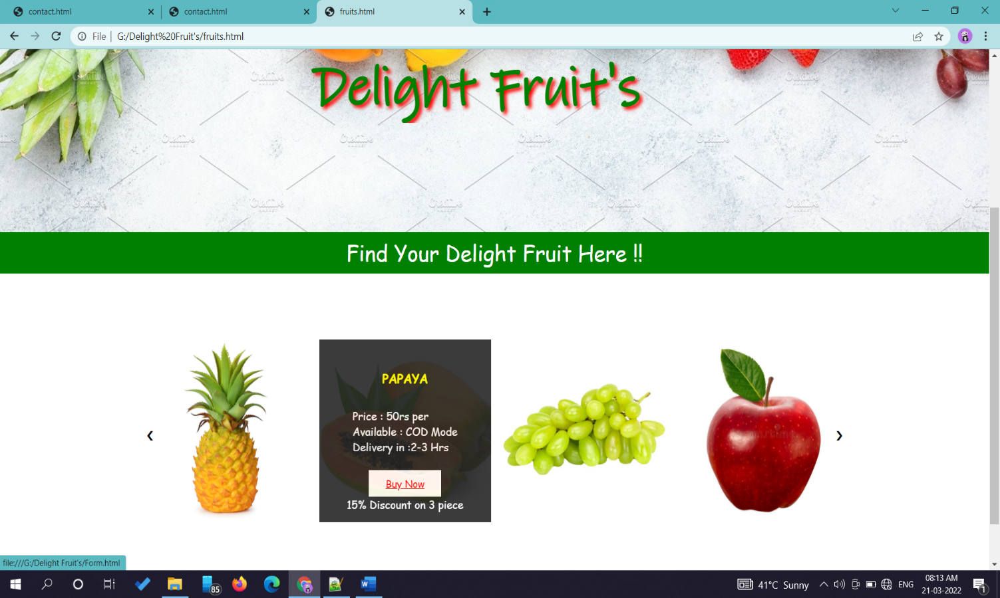 contact.html
contact.html
fruits.html
File | G:/Delight%20Fruit's/fruits.html
Delight Fruit's
Find Your Delight Fruit Here !!
PAPAYA
Price : 50rs per
Available : COD Mode
Delivery in :2-3 Hrs
Buy Now
15% Discount on 3 piece
file:///G:/Delight Fruit's/Form.html
85
W
41°C Sunny
ENG
08:13 AM
21-03-2022
1